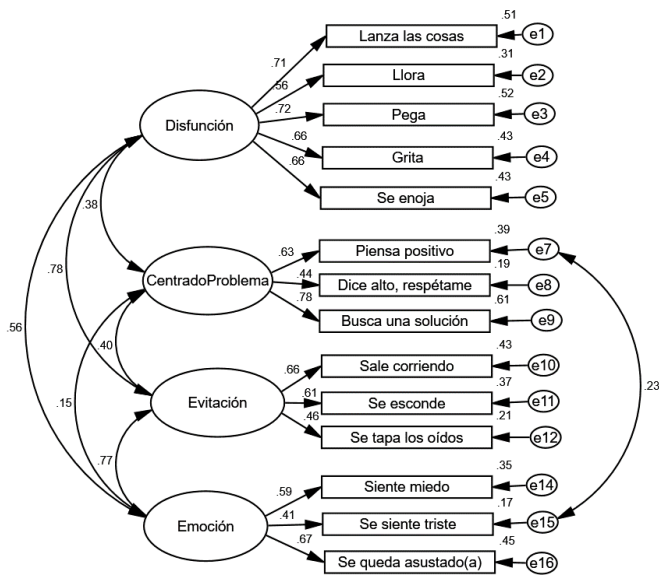 .51
Lanza las cosas
e1
.71
.31
Llora
e2
.56
.52
Pega
e3
.72
Disfunción
.43
Grita
e4
.66
.43
Se enoja
e5
.66
.38
.39
Piensa positivo
e7
.63
.19
CentradoProblema
Dice alto, respétame
e8
.44
.61
Busca una solución
e9
.78
.78
.56
.40
.43
Sale corriendo
e10
.66
.37
Evitación
Se esconde
e11
.61
.21
Se tapa los oídos
e12
.46
.23
.15
.77
.35
Siente miedo
e14
.59
.17
Emoción
Se siente triste
e15
.41
.45
Se queda asustado(a)
e16
.67